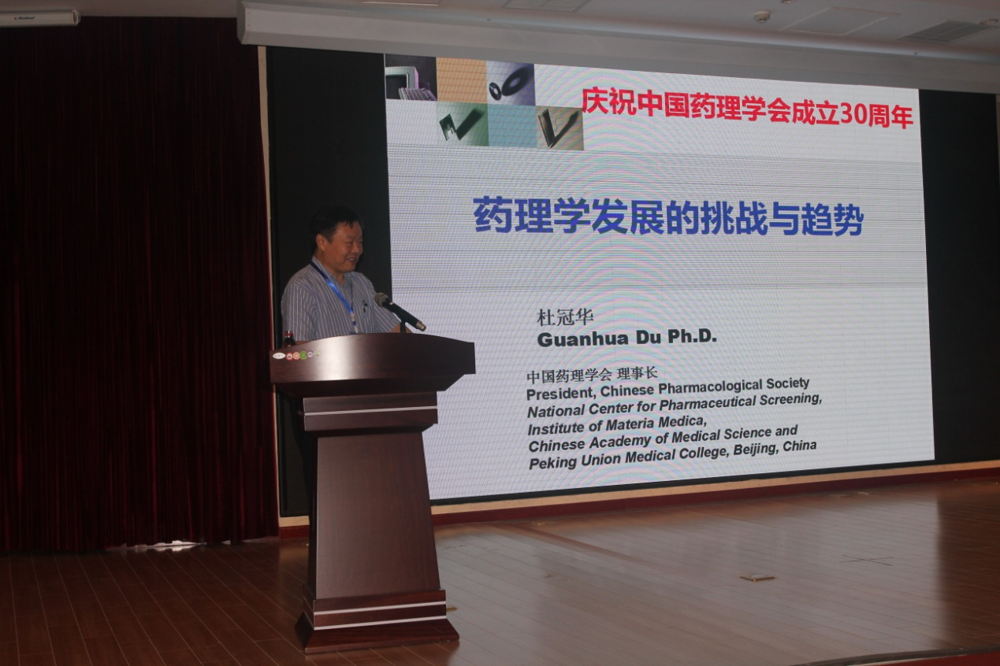 庆祝中国药理学会成立30周年
药理学发展的挑战与趋势
杜冠华
Guanhua Du Ph.D.
中国药理学会 理事长
President, Chinese Pharmacological Society
National Center for Pharmaceutical Screening,
Institute of Materia Medica,
Chinese Academy of Medical Science and
Peking Union Medical College, Beijing, China